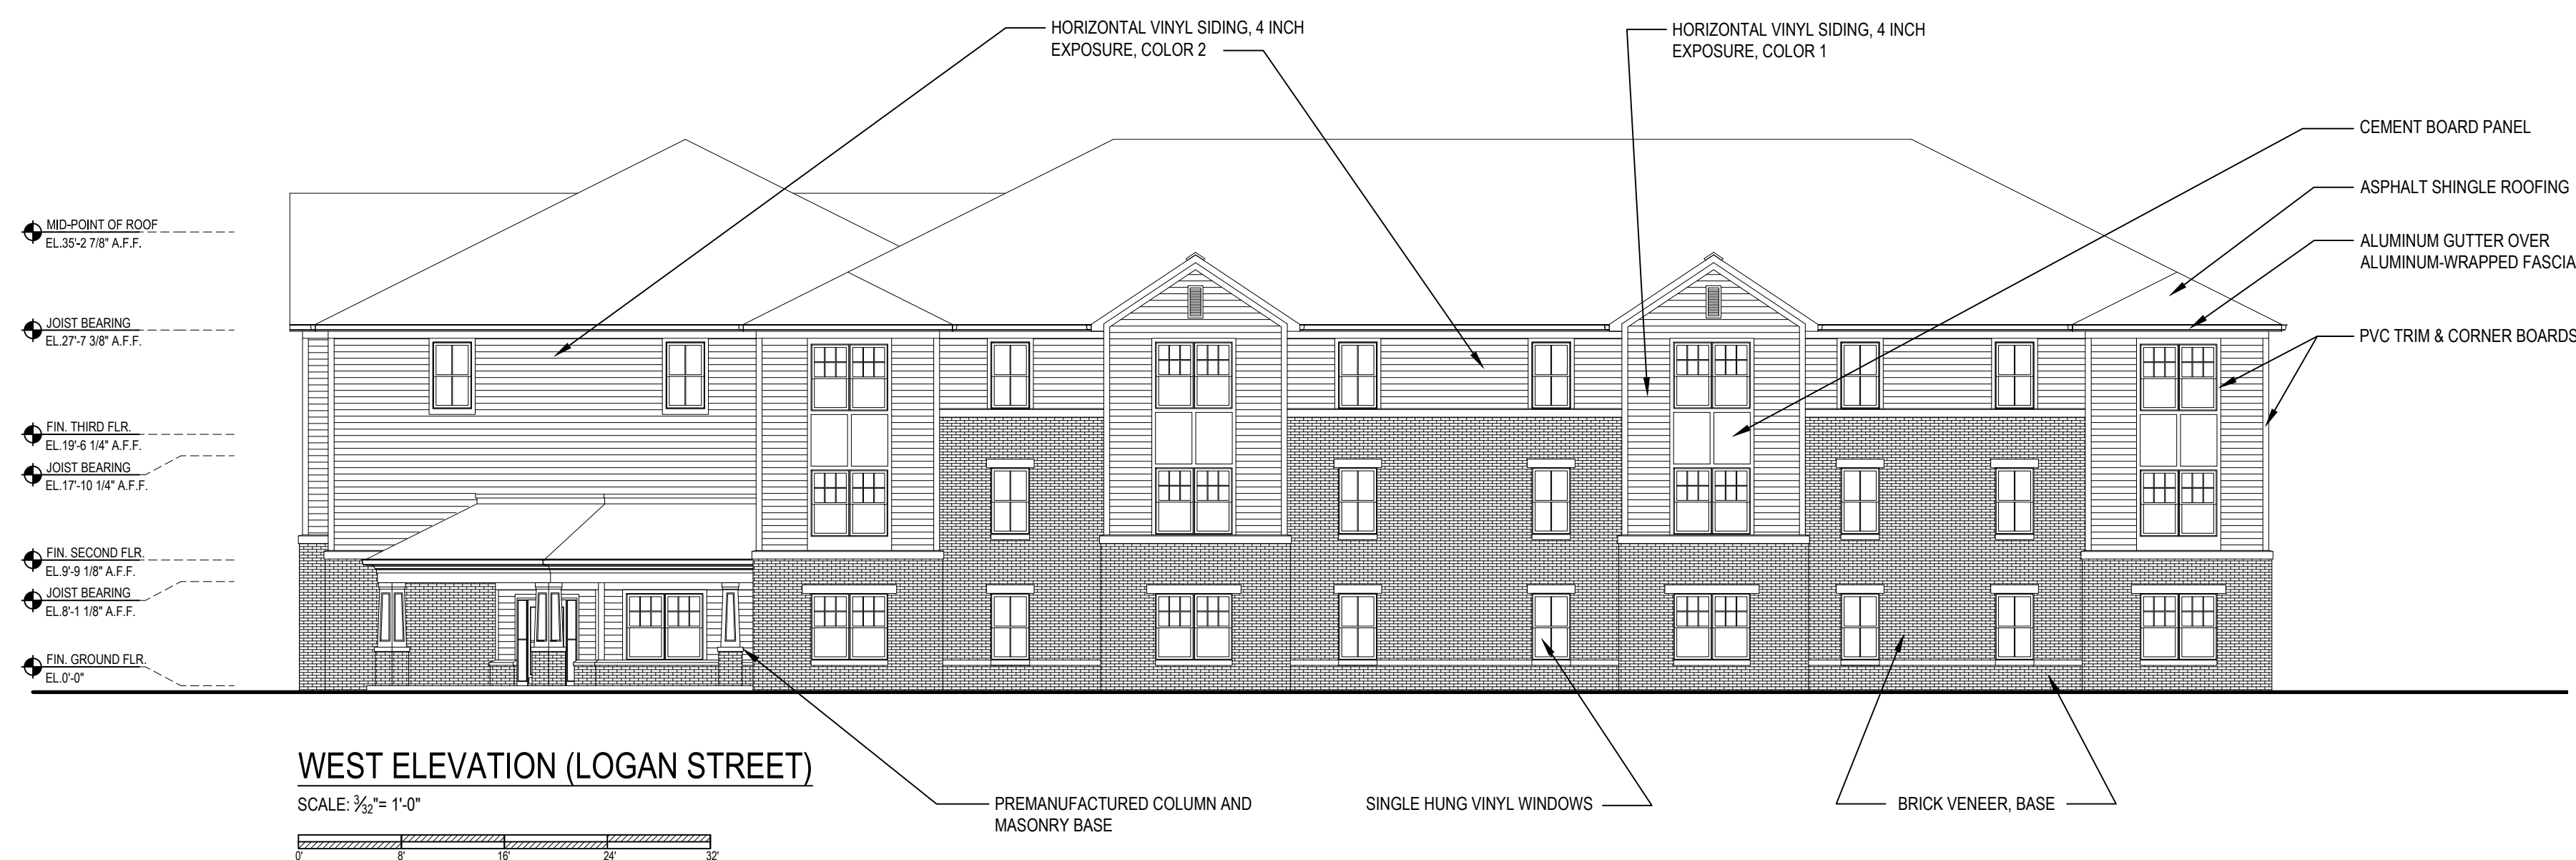 HORIZONTAL VINYL SIDING, 4 INCH
EXPOSURE, COLOR 2
HORIZONTAL VINYL SIDING, 4 INCH
EXPOSURE, COLOR 1
CEMENT BOARD PANEL
ASPHALT SHINGLE ROOFING
ALUMINUM GUTTER OVER
ALUMINUM-WRAPPED FASCIA
PVC TRIM & CORNER BOARDS
MID-POINT OF ROOF
EL.35'-2 7/8" A.F.F.
JOIST BEARING
EL.27'-7 3/8" A.F.F.
FIN. THIRD FLR.
EL.19'-6 1/4" A.F.F.
JOIST BEARING
EL.17'-10 1/4" A.F.F.
FIN. SECOND FLR.
EL.9'-9 1/8" A.F.F.
JOIST BEARING
EL.8'-1 1/8" A.F.F.
FIN. GROUND FLR.
EL.0'-0"
WEST ELEVATION (LOGAN STREET)
SCALE: 3/32"= 1'-0"
0' 8' 16' 24' 32'
PREMANUFACTURED COLUMN AND
MASONRY BASE
SINGLE HUNG VINYL WINDOWS
BRICK VENEER, BASE